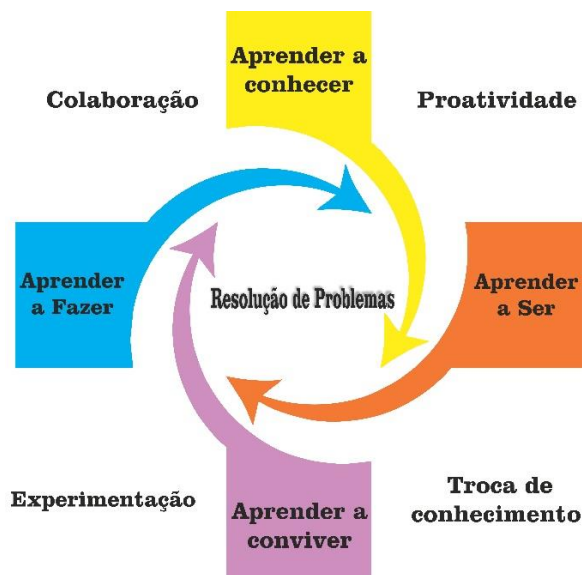 Aprender a
conhecer
Colaboração
Proatividade
Aprender
a Fazer
Resolução de Problemas
Aprender
a Ser
Experimentação
Aprender a
conviver
Troca de
conhecimento